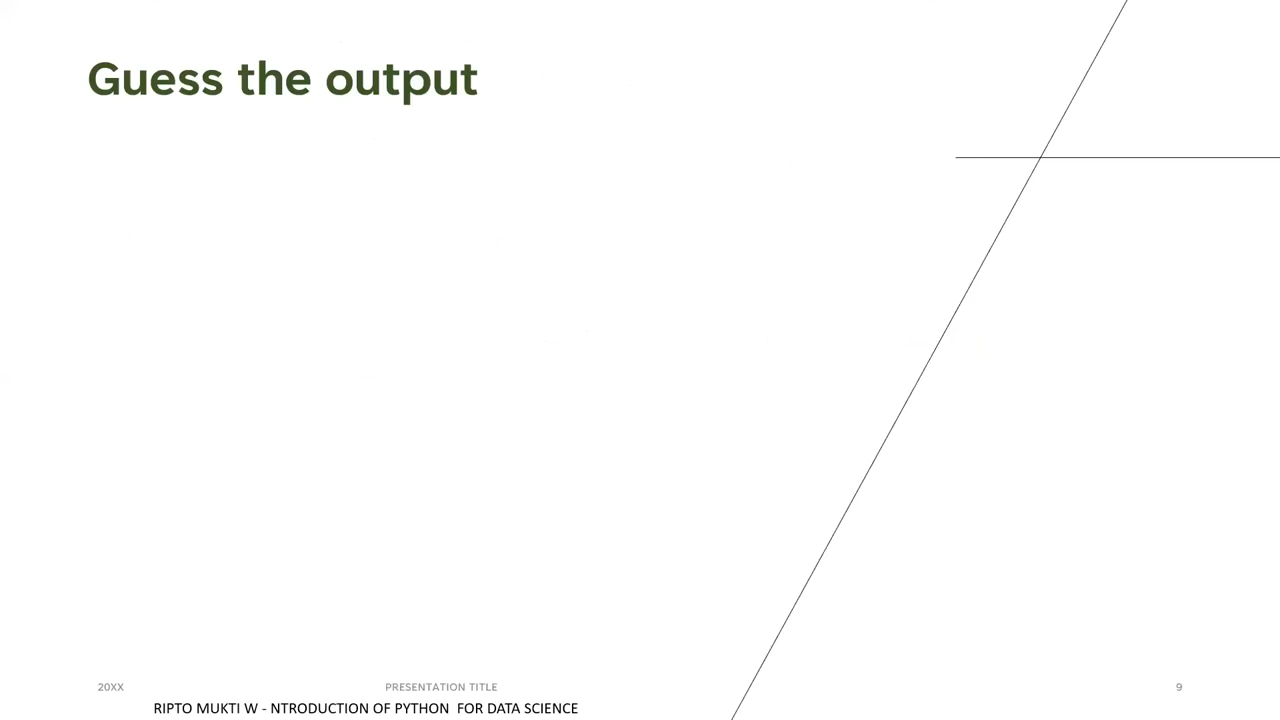 Guess the output
20XX
PRESENTATION TITLE
9
RIPTO MUKTI W - NTRODUCTION OF PYTHON  FOR DATA SCIENCE